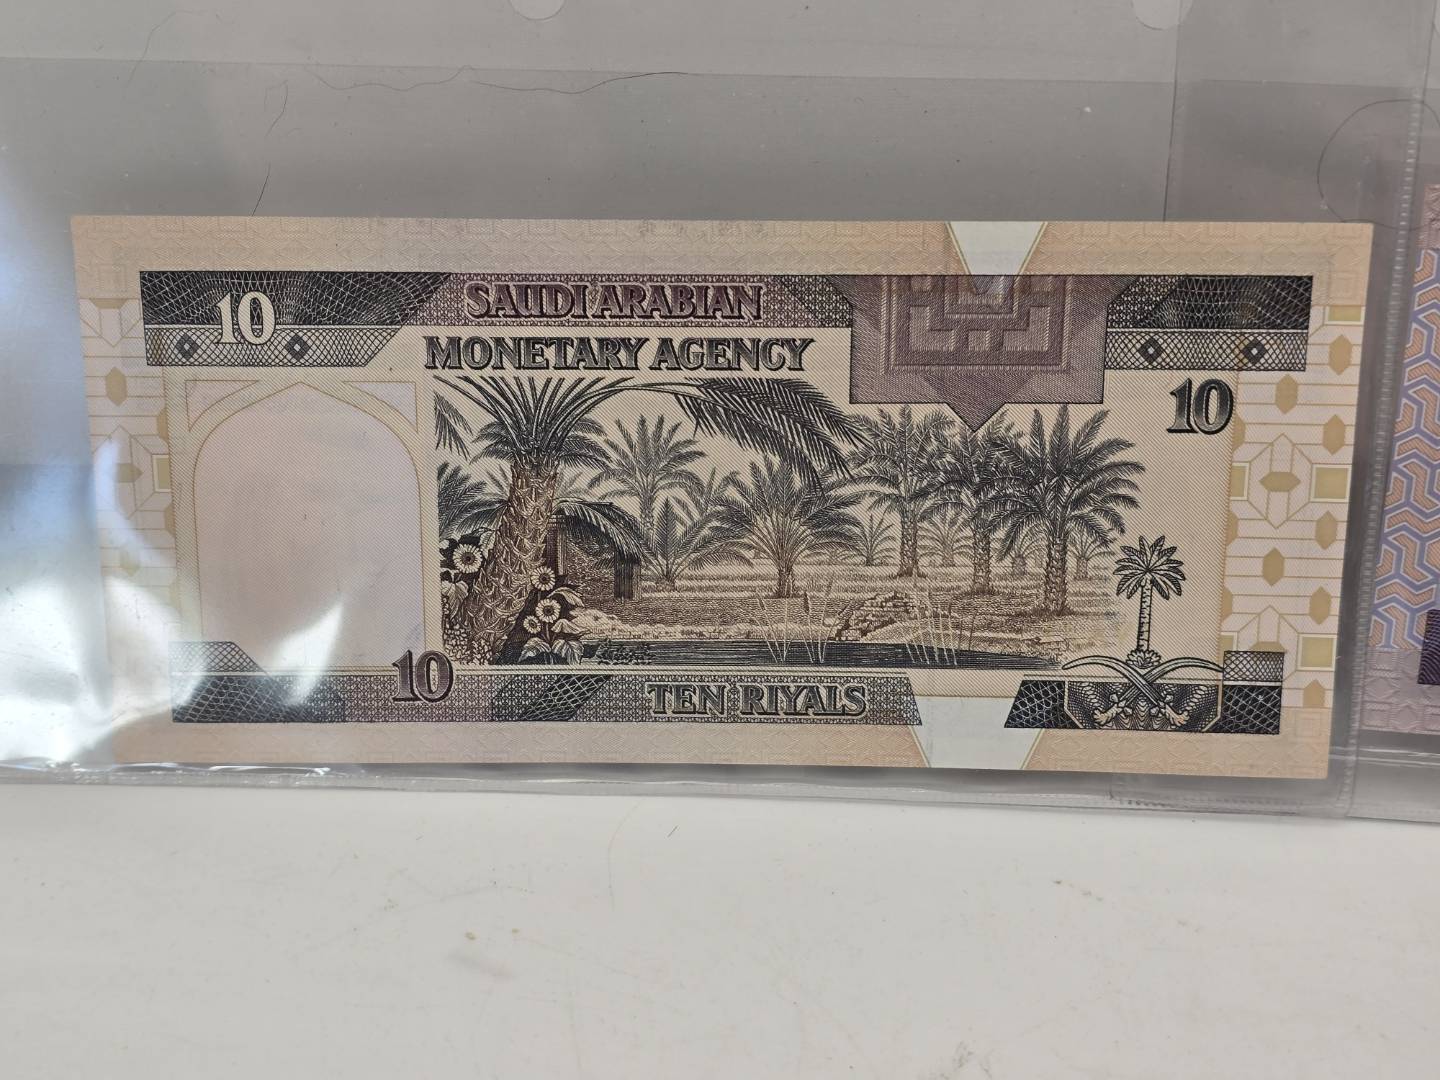 10
SAUDI ARABIAN
MONETARY AGENCY
10
10
TEN RIYALS